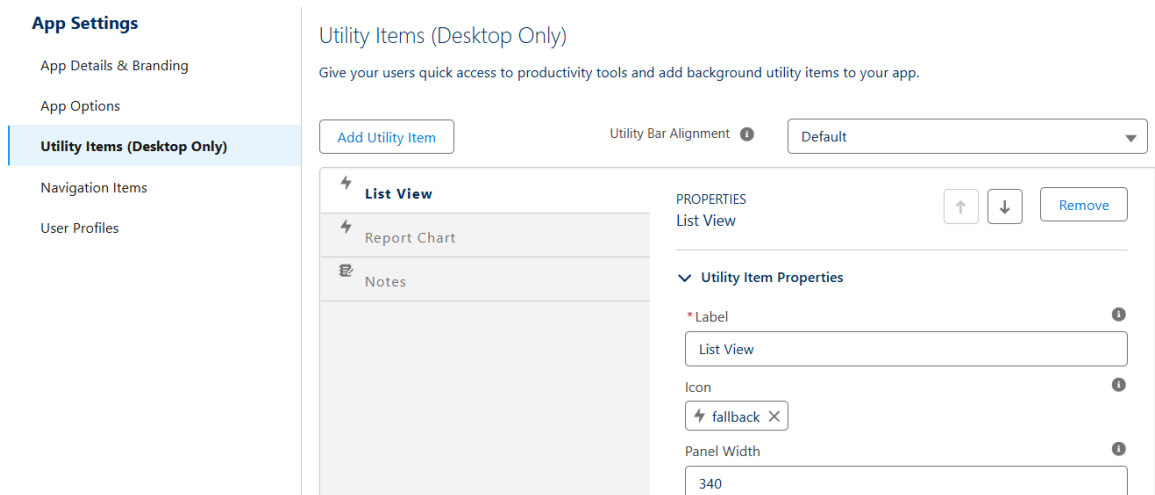 App Settings
App Details & Branding
App Options
Utility Items (Desktop Only)
Navigation Items
User Profiles
Utility Items (Desktop Only)
Give your users quick access to productivity tools and add background utility items to your app.
Add Utility Item
Utility Bar Alignment
Default
List View
Report Chart
Notes
PROPERTIES
List View
Remove
Utility Item Properties
*Label
List View
Icon
fallback
Panel Width
340